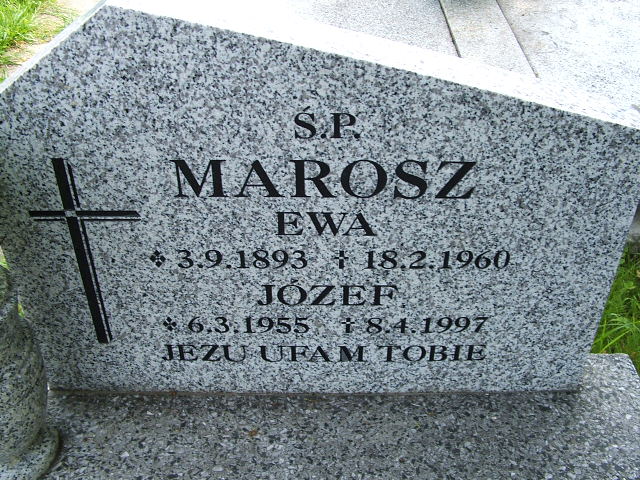 Ś.P.
MAROSZ
EWA
3.9.1893 † 18.2.1960
JÓZEF
6.3.1955 † 8.4.1997
JEZU UFAM TOBIE